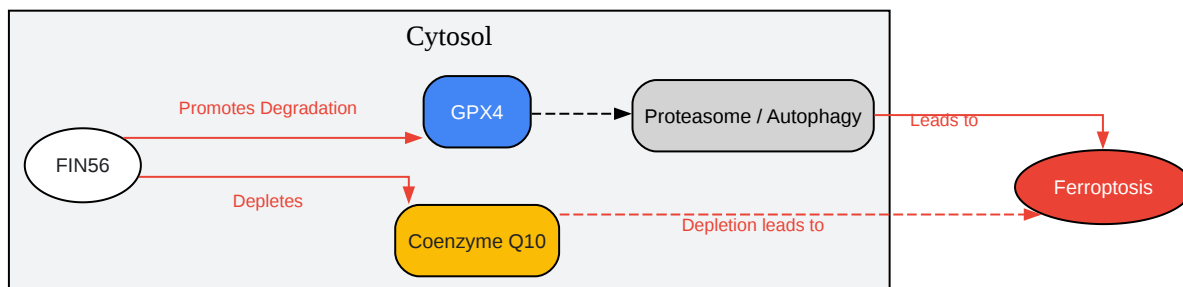 Cytosol
Promotes Degradation
GPX4
Proteasome / Autophagy
Leads to
FIN56
Ferroptosis
Depletes
Coenzyme Q10
Depletion leads to